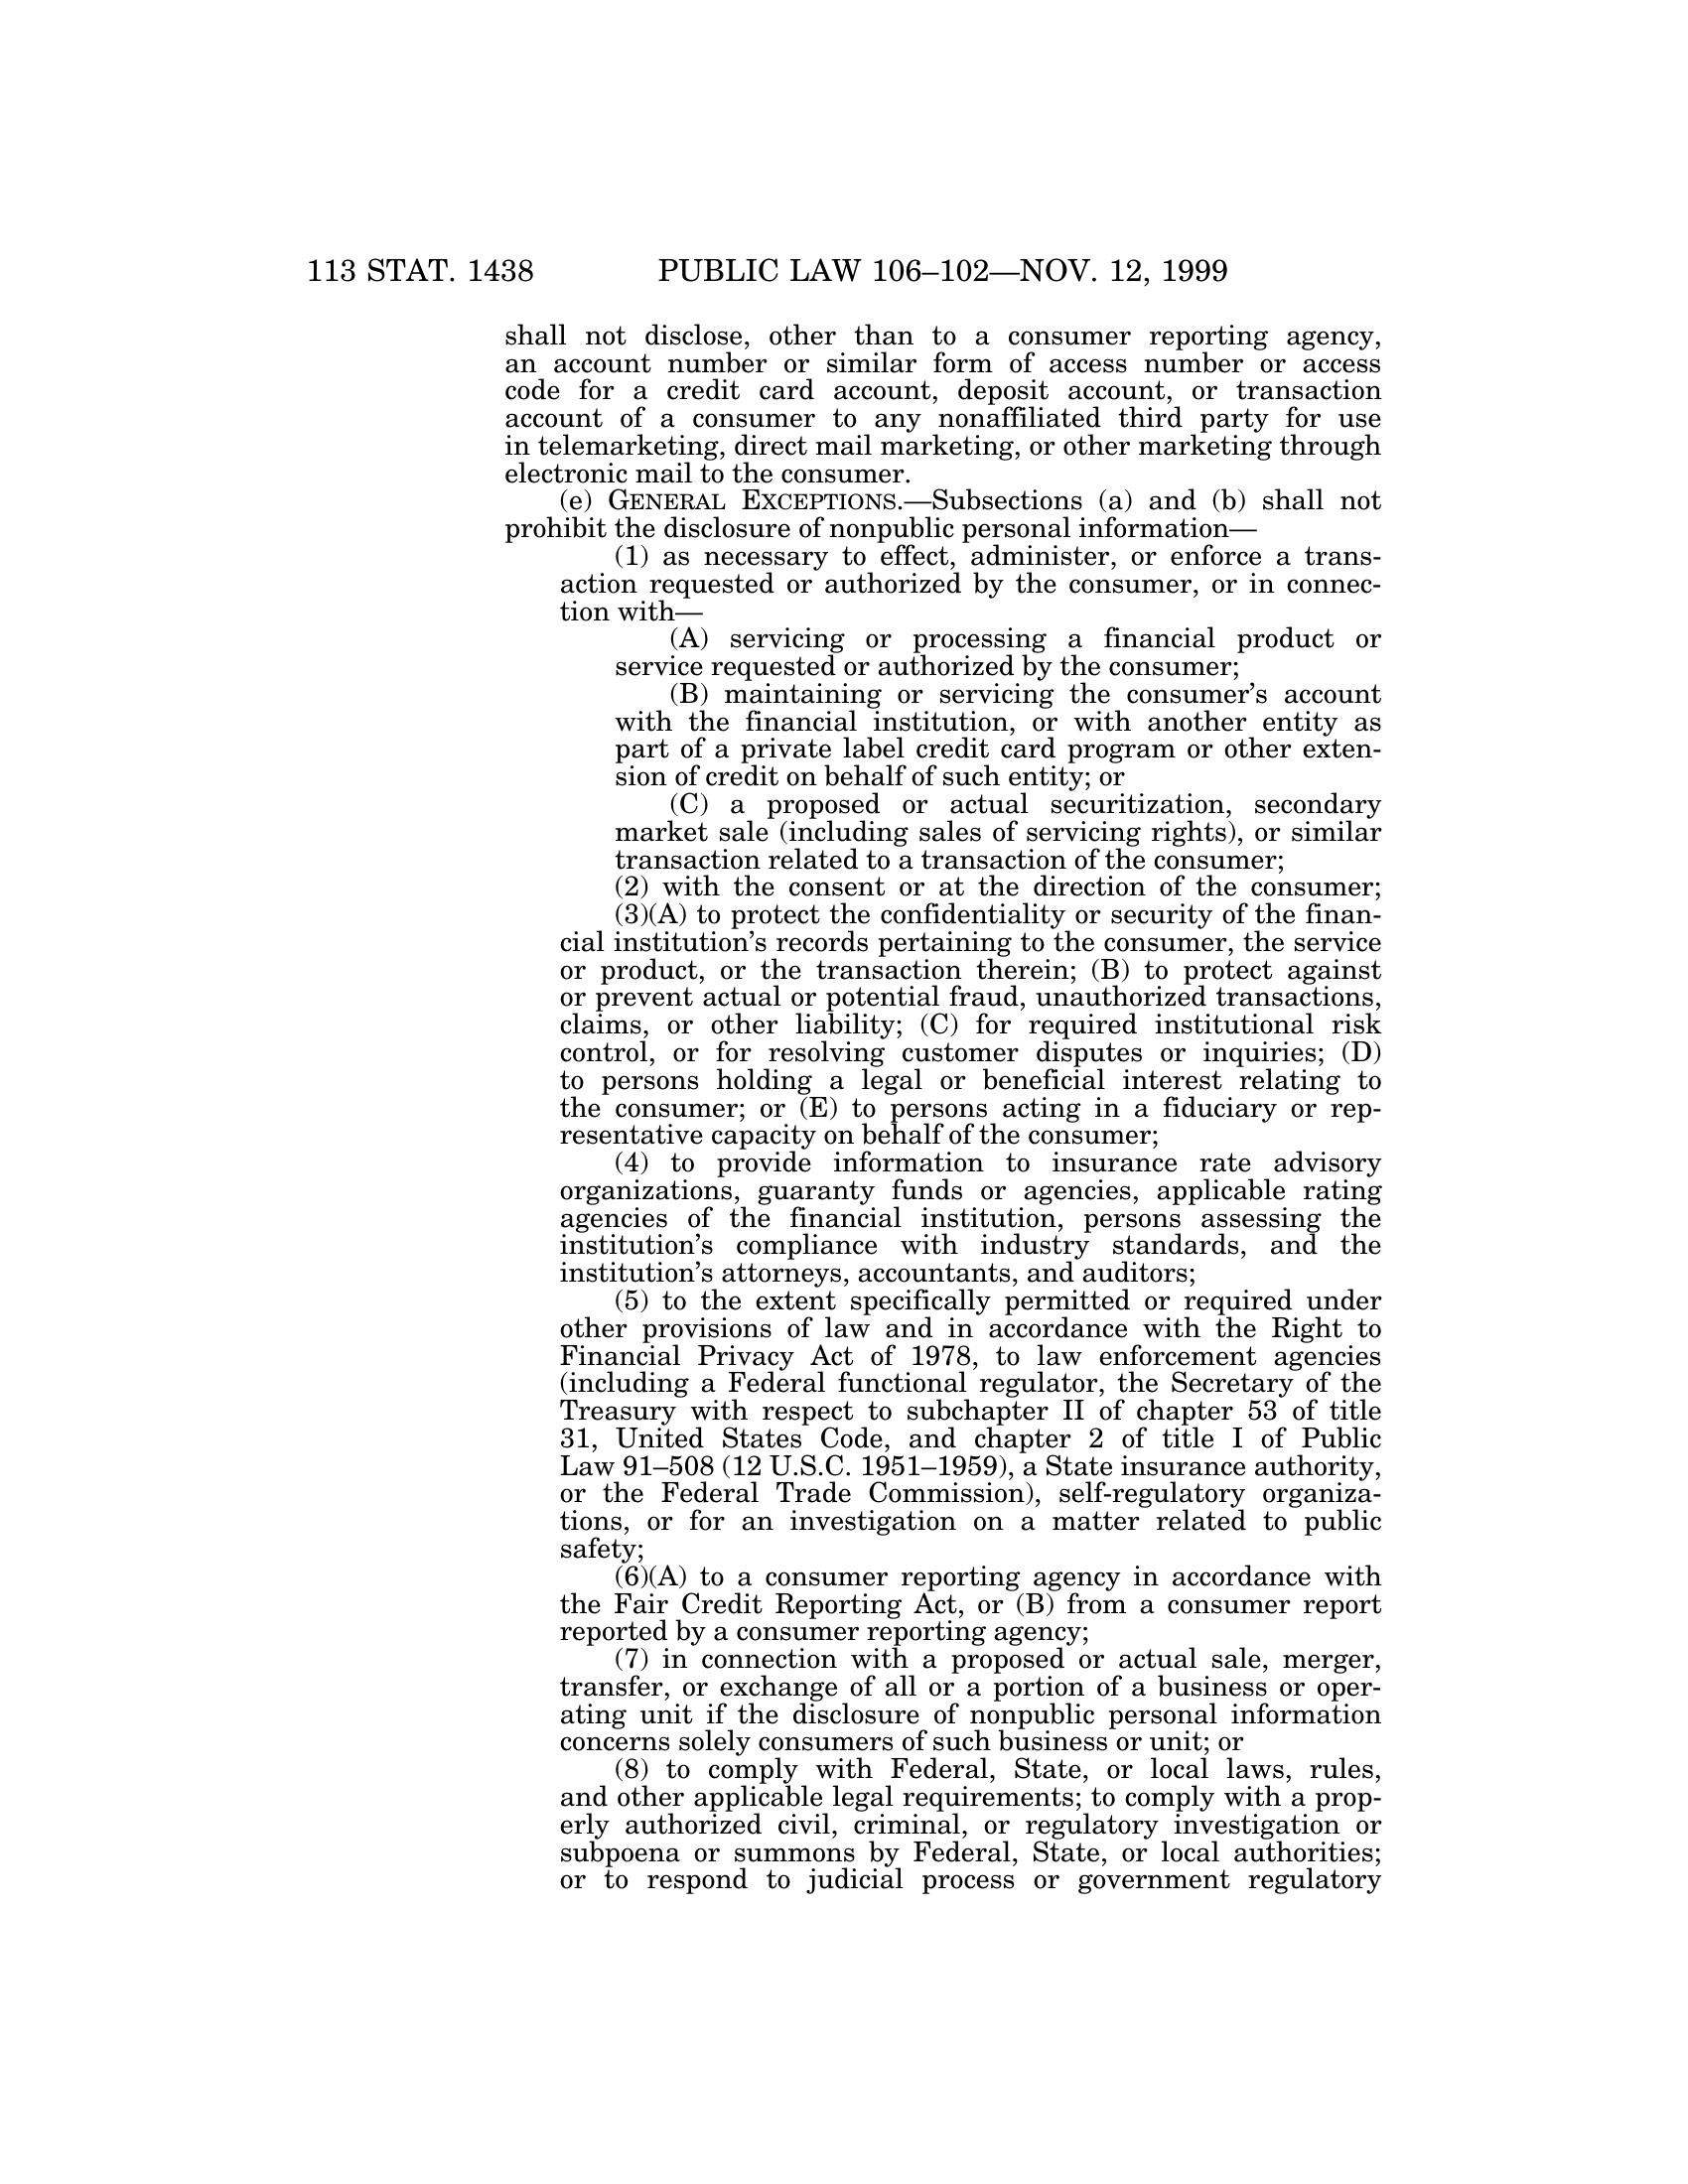 113 STAT. 1438 PUBLIC LAW 106–102—NOV. 12, 1999
shall not disclose, other than to a consumer reporting agency,
an account number or similar form of access number or access
code for a credit card account, deposit account, or transaction
account of a consumer to any nonaffiliated third party for use
in telemarketing, direct mail marketing, or other marketing through
electronic mail to the consumer.
(e) GENERAL EXCEPTIONS.—Subsections (a) and (b) shall not
prohibit the disclosure of nonpublic personal information—
(1) as necessary to effect, administer, or enforce a trans-
action requested or authorized by the consumer, or in connec-
tion with—
(A) servicing or processing a financial product or
service requested or authorized by the consumer;
(B) maintaining or servicing the consumer's account
with the financial institution, or with another entity as
part of a private label credit card program or other exten-
sion of credit on behalf of such entity; or
(C) a proposed or actual securitization, secondary
market sale (including sales of servicing rights), or similar
transaction related to a transaction of the consumer;
(2) with the consent or at the direction of the consumer;
(3)(A) to protect the confidentiality or security of the finan-
cial institution's records pertaining to the consumer, the service
or product, or the transaction therein; (B) to protect against
or prevent actual or potential fraud, unauthorized transactions,
claims, or other liability; (C) for required institutional risk
control, or for resolving customer disputes or inquiries; (D)
to persons holding a legal or beneficial interest relating to
the consumer; or (E) to persons acting in a fiduciary or rep-
resentative capacity on behalf of the consumer;
(4) to provide information to insurance rate advisory
organizations, guaranty funds or agencies, applicable rating
agencies of the financial institution, persons assessing the
institution's compliance with industry standards, and the
institution's attorneys, accountants, and auditors;
(5) to the extent specifically permitted or required under
other provisions of law and in accordance with the Right to
Financial Privacy Act of 1978, to law enforcement agencies
(including a Federal functional regulator, the Secretary of the
Treasury with respect to subchapter II of chapter 53 of title
31, United States Code, and chapter 2 of title I of Public
Law 91–508 (12 U.S.C. 1951–1959), a State insurance authority,
or the Federal Trade Commission), self-regulatory organiza-
tions, or for an investigation on a matter related to public
safety;
(6)(A) to a consumer reporting agency in accordance with
the Fair Credit Reporting Act, or (B) from a consumer report
reported by a consumer reporting agency;
(7) in connection with a proposed or actual sale, merger,
transfer, or exchange of all or a portion of a business or oper-
ating unit if the disclosure of nonpublic personal information
concerns solely consumers of such business or unit; or
(8) to comply with Federal, State, or local laws, rules,
and other applicable legal requirements; to comply with a prop-
erly authorized civil, criminal, or regulatory investigation or
subpoena or summons by Federal, State, or local authorities;
or to respond to judicial process or government regulatory